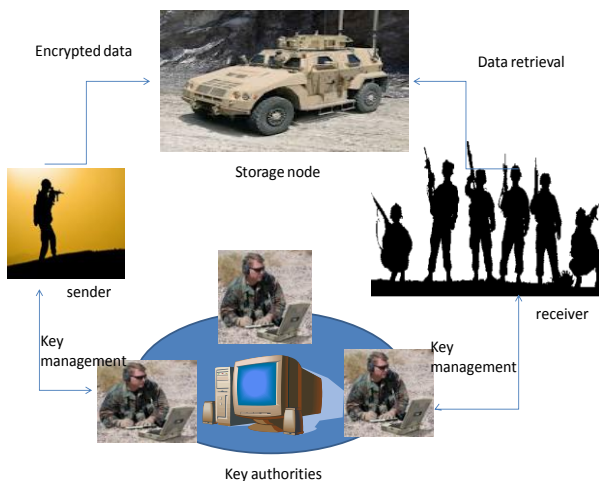 Encrypted data
Data retrieval
Storage node
sender
receiver
Key
management
Key
management
Key authorities